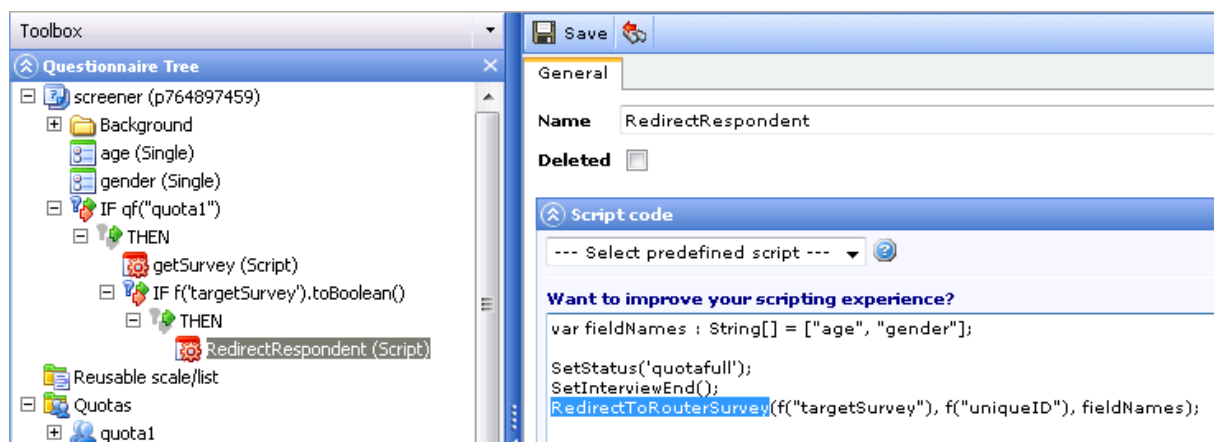 Toolbox
Questionnaire Tree
screener (p764897459)
Background
age (Single)
gender (Single)
IF qf("quota1")
THEN
getSurvey (Script)
IF f('targetSurvey').toBoolean()
THEN
RedirectRespondent (Script)
Reusable scale/list
Quotas
quota1
Save
General
Name RedirectRespondent
Deleted
Script code
--- Select predefined script ---
Want to improve your scripting experience?
var fieldNames : String[] = ["age", "gender"];
SetStatus('quotafull');
SetInterviewEnd();
RedirectToRouterSurvey(f("targetSurvey"), f("uniqueID"), fieldNames);